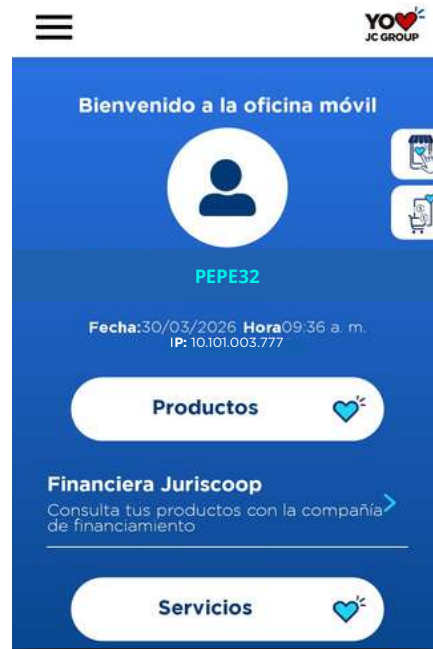 YO
JC GROUP
Bienvenido a la oficina móvil
PEPE32
Fecha:30/03/2026 Hora09:36 a. m.
IP: 10.101.003.777
Productos
Financiera Juriscoop
Consulta tus productos con la compañía
de financiamiento
Servicios